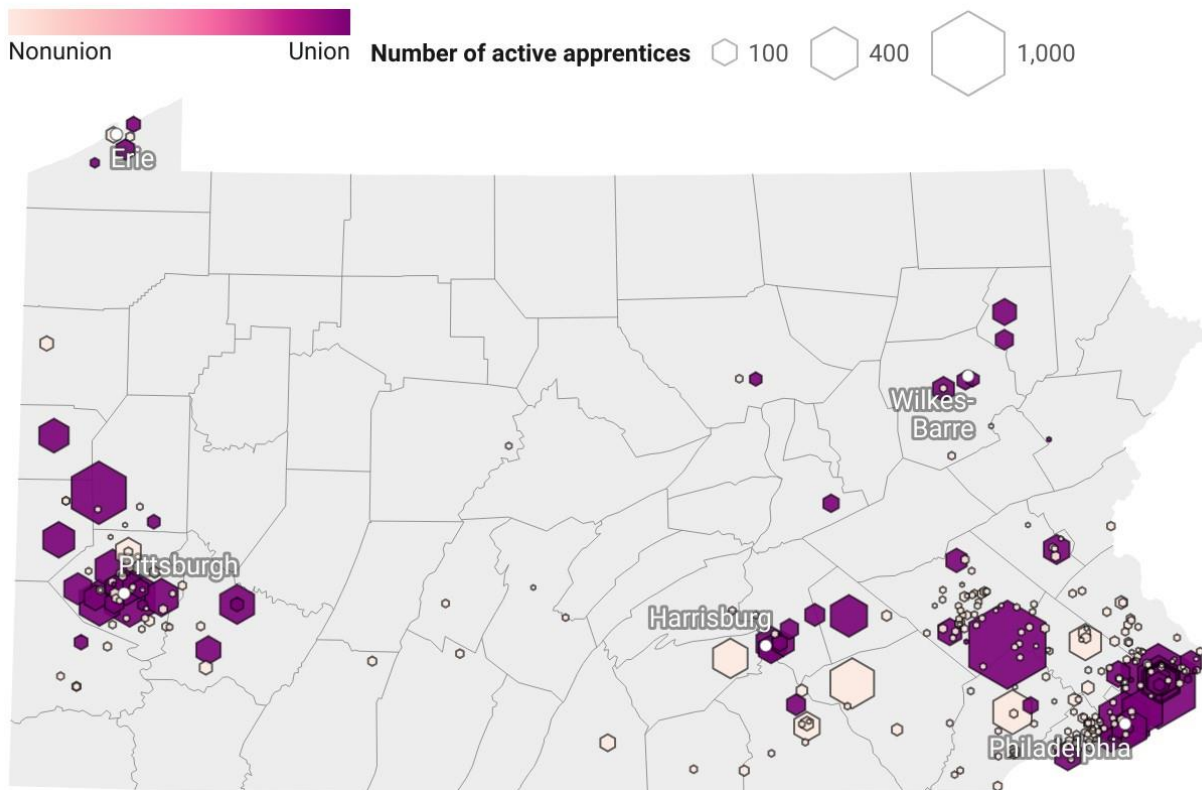 Nonunion Union
Number of active apprentices 100 400 1,000
Erie
Wilkes-
Barre
Pittsburgh
Harrisburg
Philadelphia